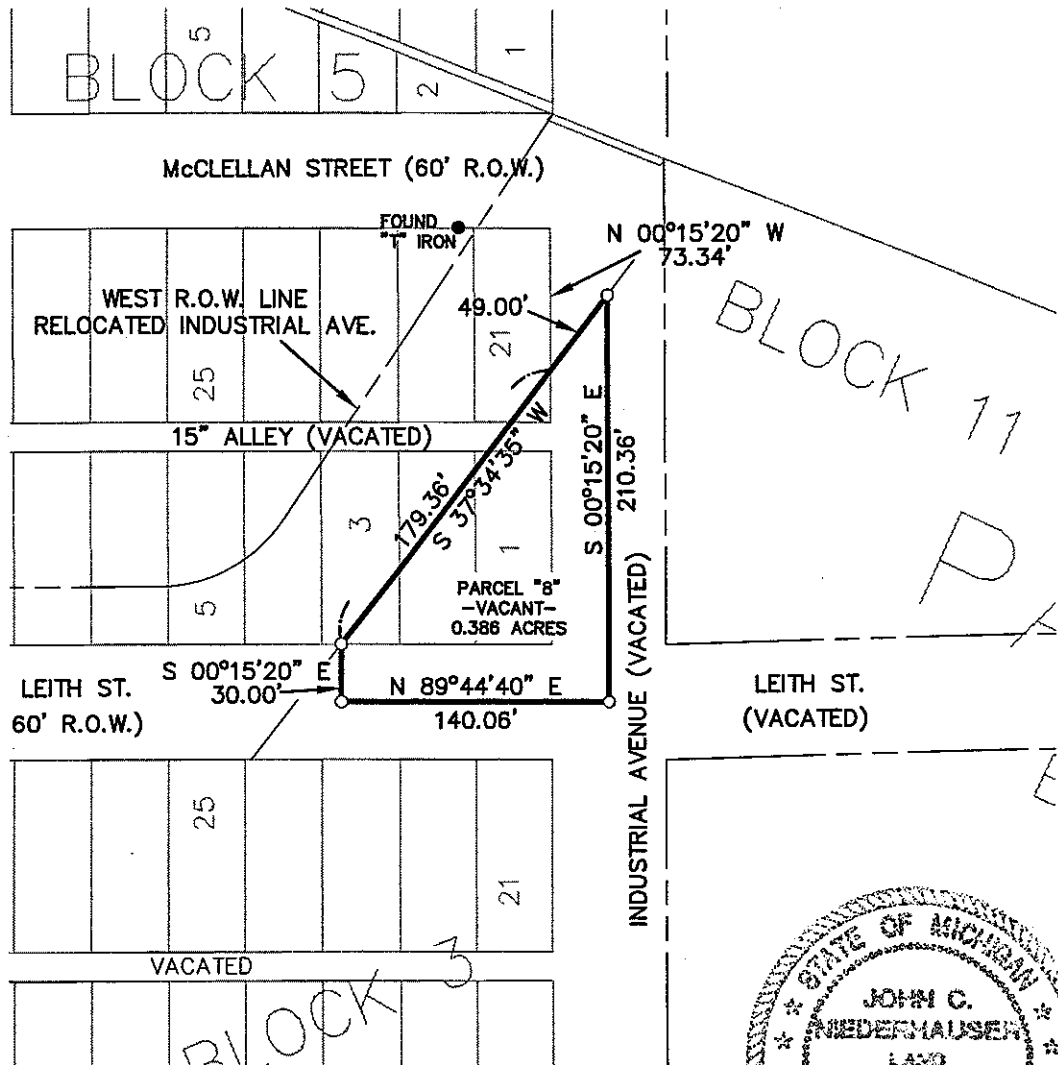 5
BLOCK 5
2
1
McCLELLAN STREET (60' R.O.W.)
FOUND
"T" IRON
N 00°15'20" W
73.34'
WEST R.O.W. LINE
RELOCATED INDUSTRIAL AVE.
49.00'
25
21
BLOCK 11
15" ALLEY (VACATED)
179.36'
S 37°34'35" W
S 00°15'20" E
210.36'
3
1
5
PARCEL "8"
-VACANT-
0.386 ACRES
INDUSTRIAL AVENUE (VACATED)
S 00°15'20" E
30.00'
N 89°44'40" E
140.06'
LEITH ST.
60' R.O.W.)
LEITH ST.
(VACATED)
25
21
VACATED
BLOCK 3
STATE OF MICHIGAN
JOHN C.
NIEDERHAUSER
LAND